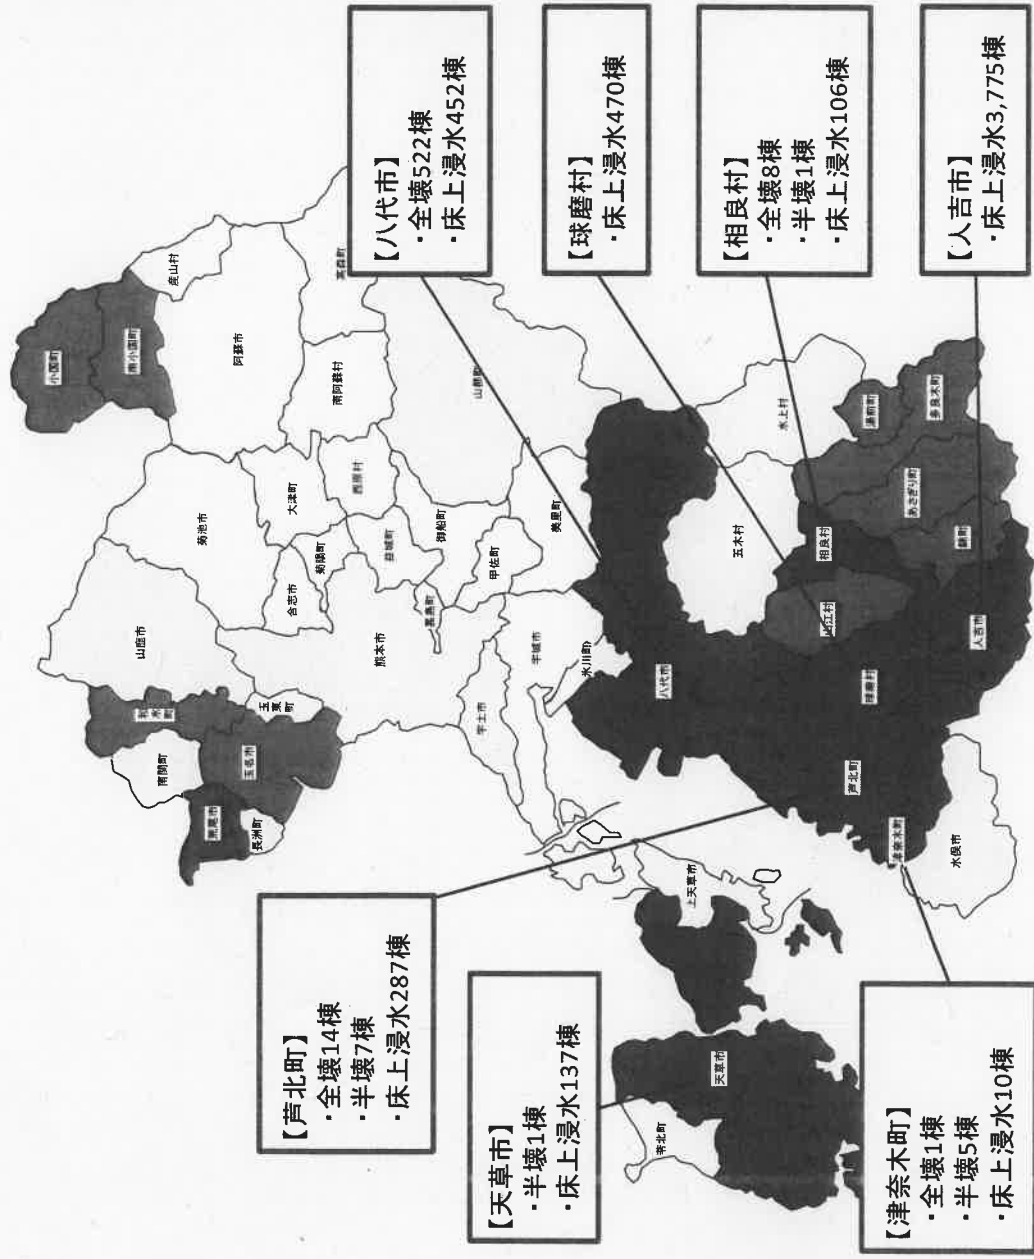 【八代市】
・全壊522棟
・床上浸水452棟
【球磨村】
・床上浸水470棟
【相良村】
・全壊8棟
・半壊1棟
・床上浸水106棟
【人吉市】
・床上浸水3,775棟
【芦北町】
・全壊14棟
・半壊7棟
・床上浸水287棟
【天草市】
・半壊1棟
・床上浸水137棟
【津奈木町】
・全壊1棟
・半壊5棟
・床上浸水10棟
小国町
南小国町
産山村
阿蘇市
高森町
南阿蘇村
山都町
菊池市
大津町
西原村
菊陽町
合志市
益城町
御船町
嘉島町
甲佐町
美里町
山鹿市
熊本市
玉東町
和水町
南関町
玉名市
荒尾市
長洲町
宇土市
宇城市
氷川町
八代市
五木村
水上村
湯前町
多良木町
あさぎり町
錦町
相良村
山江村
人吉市
球磨村
芦北町
津奈木町
水俣市
上天草市
天草市
苓北町